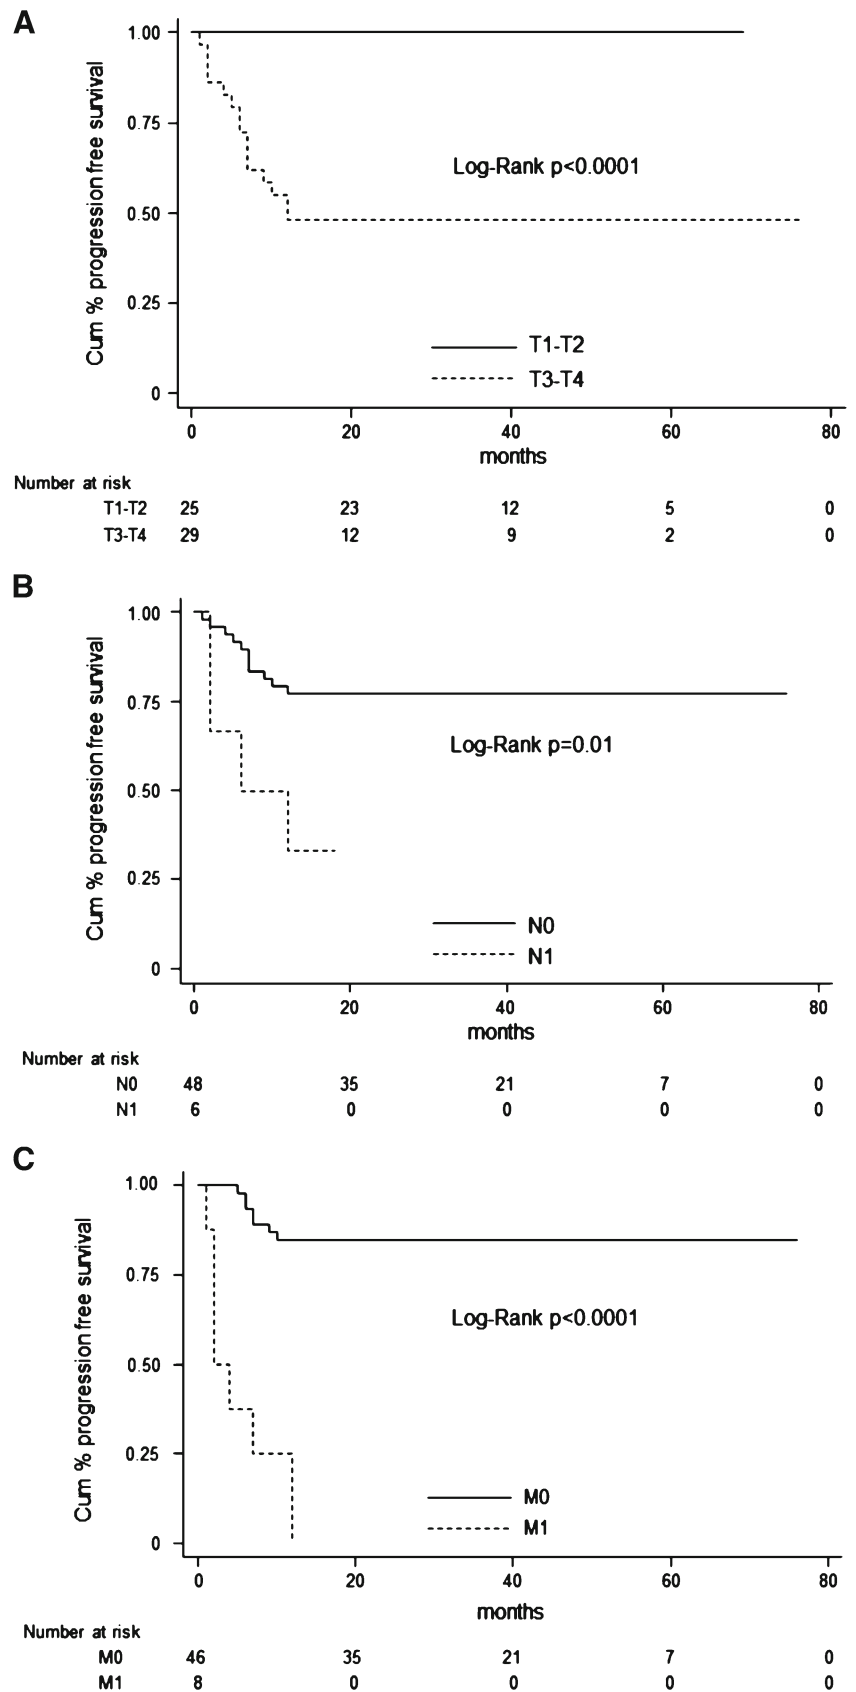 A
Cum % progression free survival
1.00
0.75
0.50
0.25
0
Log-Rank p<0.0001
T1-T2
T3-T4
0 20 40 60 80
months
Number at risk
T1-T2 25 23 12 5 0
T3-T4 29 12 9 2 0
B
Cum % progression free survival
1.00
0.75
0.50
0.25
0
Log-Rank p=0.01
N0
N1
0 20 40 60 80
months
Number at risk
N0 48 35 21 7 0
N1 6 0 0 0 0
C
Cum % progression free survival
1.00
0.75
0.50
0.25
0
Log-Rank p<0.0001
M0
M1
0 20 40 60 80
months
Number at risk
M0 46 35 21 7 0
M1 8 0 0 0 0